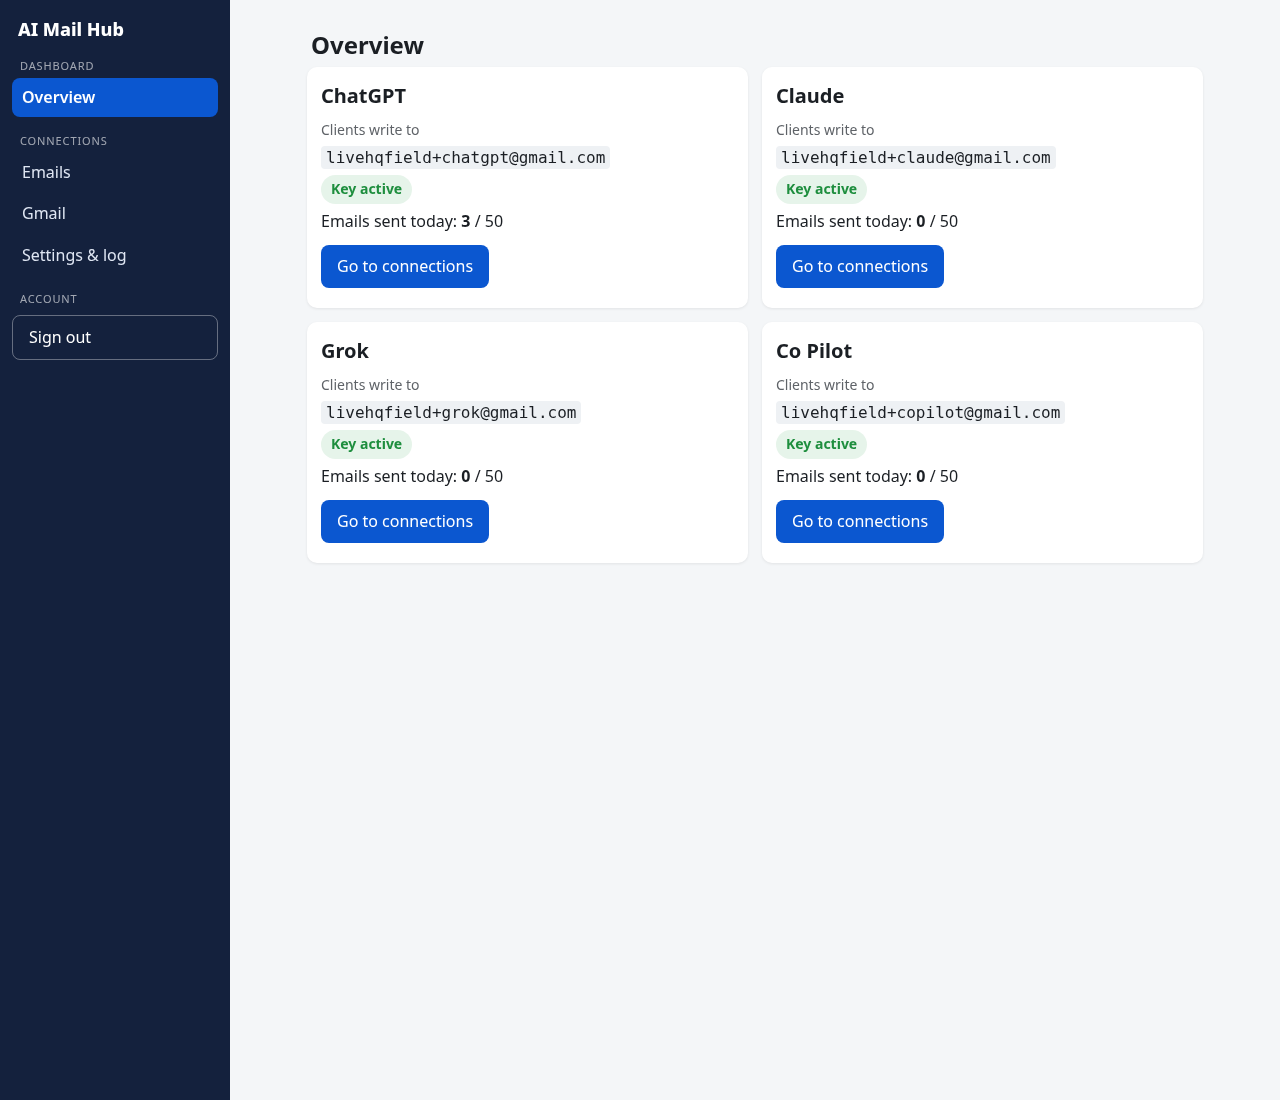 AI Mail Hub
DASHBOARD
Overview
CONNECTIONS
Emails
Gmail
Settings & log
ACCOUNT
Sign out
Overview
ChatGPT
Clients write to
livehqfield+chatgpt@gmail.com
Key active
Emails sent today: 3 / 50
Go to connections
Claude
Clients write to
livehqfield+claude@gmail.com
Key active
Emails sent today: 0 / 50
Go to connections
Grok
Clients write to
livehqfield+grok@gmail.com
Key active
Emails sent today: 0 / 50
Go to connections
Co Pilot
Clients write to
livehqfield+copilot@gmail.com
Key active
Emails sent today: 0 / 50
Go to connections